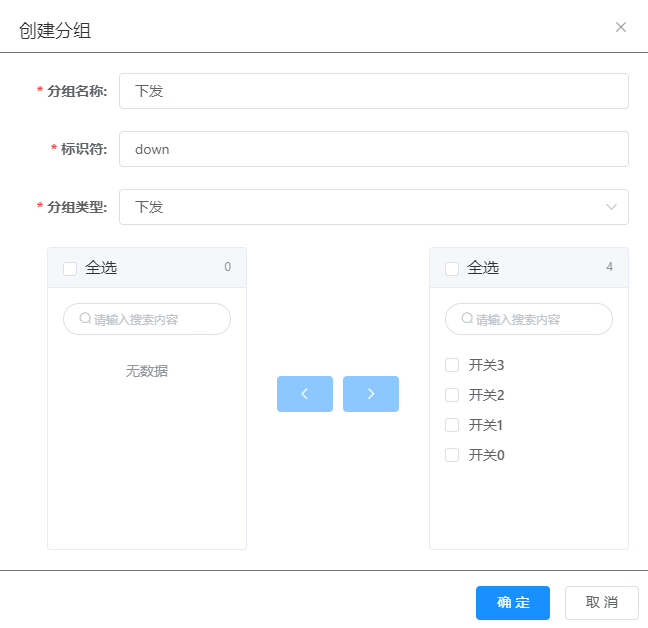 创建分组
* 分组名称: 下发
* 标识符: down
* 分组类型: 下发
全选 0
请输入搜索内容
无数据
全选 4
请输入搜索内容
开关3
开关2
开关1
开关0
确 定 取 消